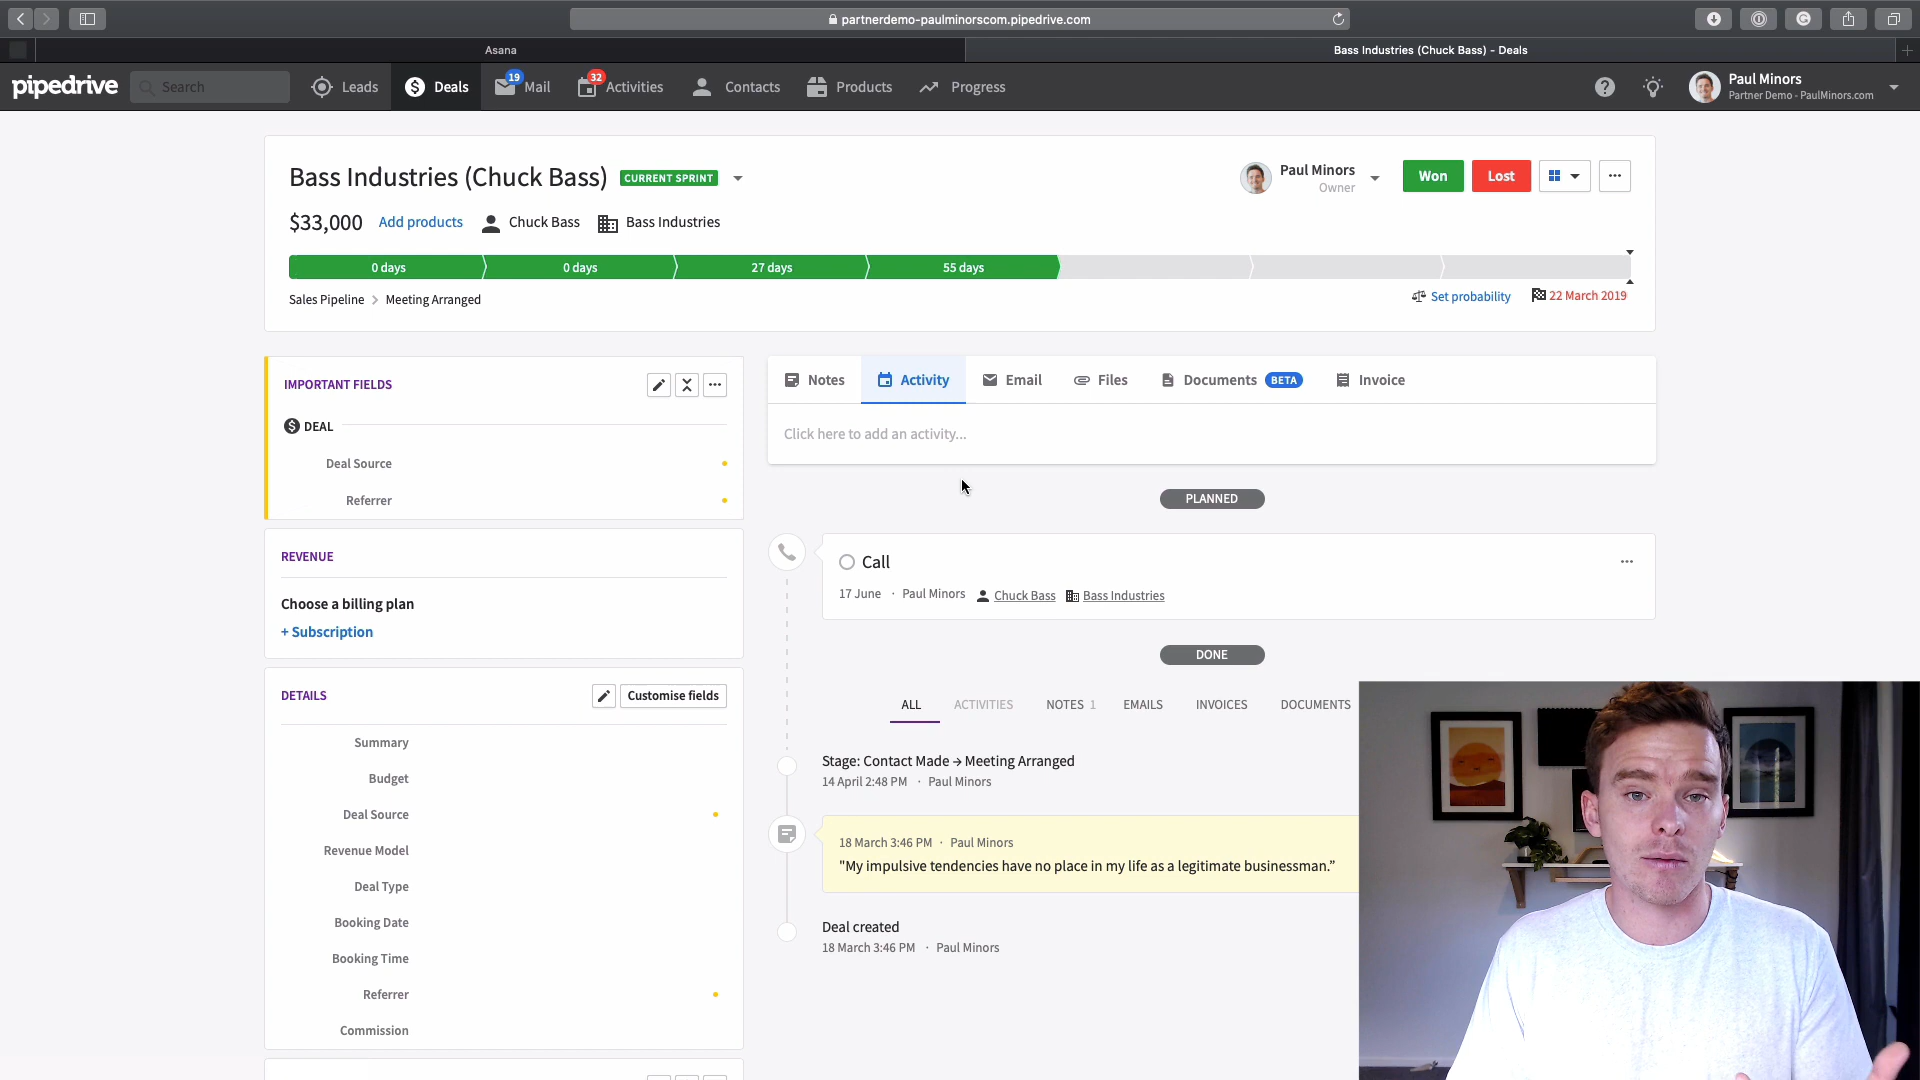 partnerdemo-paulminorscom.pipedrive.com
Asana
Bass Industries (Chuck Bass) – Deals
pipedrive
Search
Leads
Deals
19
Mail
32
Activities
Contacts
Products
Progress
Paul Minors
Partner Demo - PaulMinors.com
Bass Industries (Chuck Bass)
CURRENT SPRINT
Paul Minors
Owner
Won
Lost
$33,000
Add products
Chuck Bass
Bass Industries
0 days
0 days
27 days
55 days
Sales Pipeline
Meeting Arranged
Set probability
22 March 2019
IMPORTANT FIELDS
DEAL
Deal Source
Referrer
REVENUE
Choose a billing plan
+ Subscription
DETAILS
Customise fields
Summary
Budget
Deal Source
Revenue Model
Deal Type
Booking Date
Booking Time
Referrer
Commission
Notes
Activity
Email
Files
Documents
BETA
Invoice
Click here to add an activity...
PLANNED
Call
17 June · Paul Minors Chuck Bass Bass Industries
DONE
ALL
ACTIVITIES
NOTES 1
EMAILS
INVOICES
DOCUMENTS
Stage: Contact Made → Meeting Arranged
14 April 2:48 PM · Paul Minors
18 March 3:46 PM · Paul Minors
"My impulsive tendencies have no place in my life as a legitimate businessman.”
Deal created
18 March 3:46 PM · Paul Minors